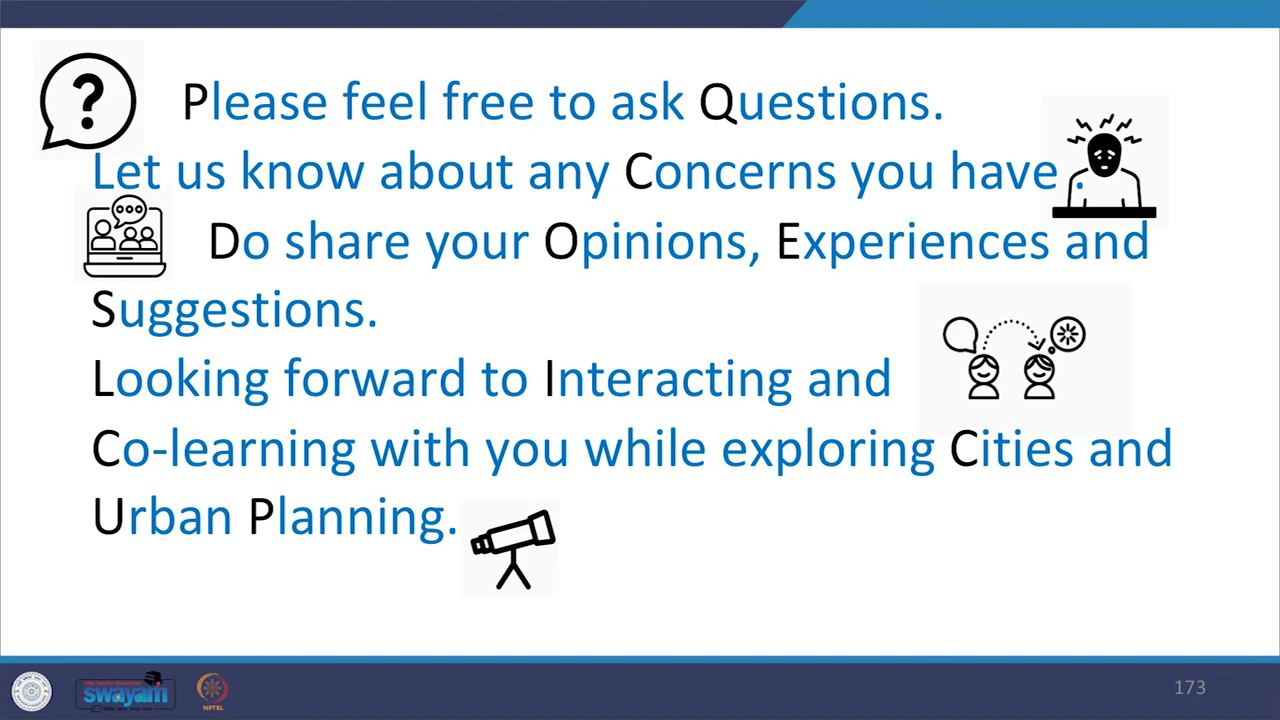 Please feel free to ask Questions.
Let us know about any Concerns you have .
Do share your Opinions, Experiences and
Suggestions.
Looking forward to Interacting and
Co-learning with you while exploring Cities and
Urban Planning.
swayam
NPTEL
173